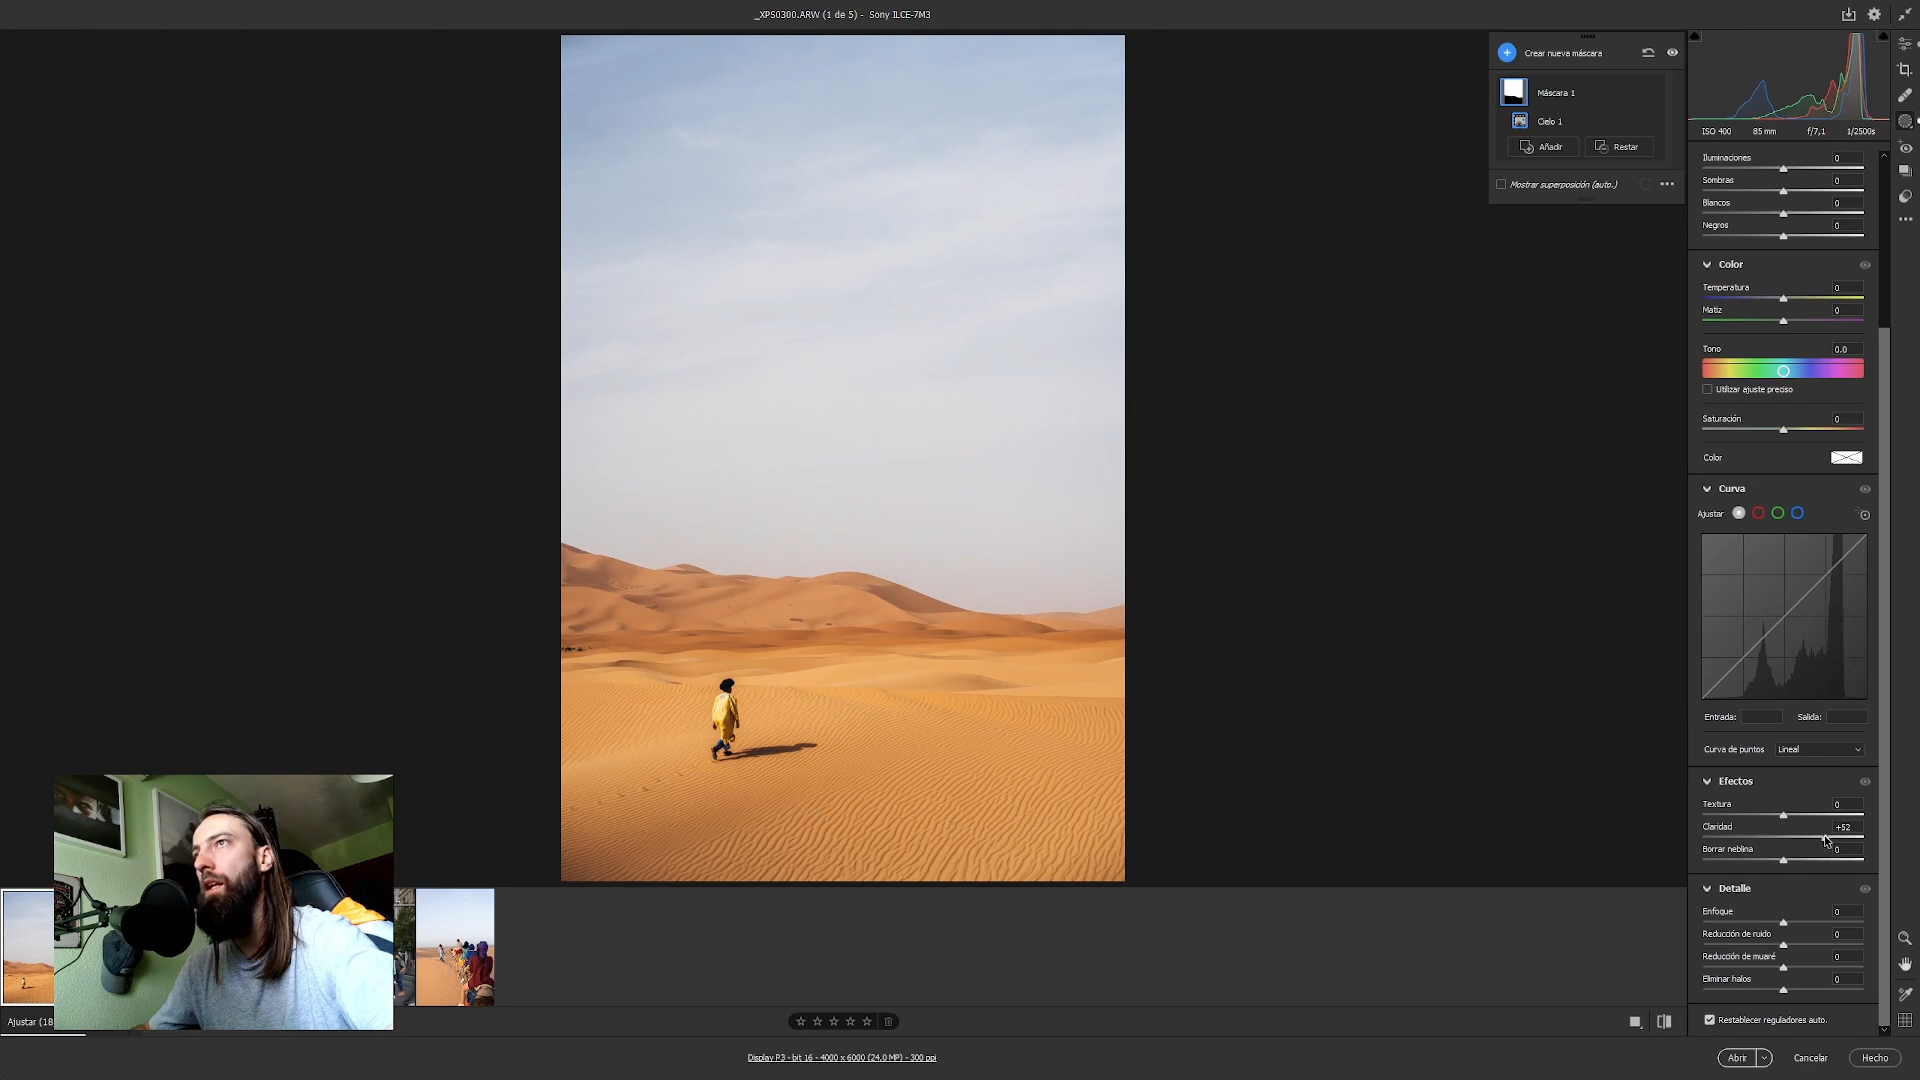 _XPS0300.ARW (1 de 5) - Sony ILCE-7M3
Crear nueva máscara
Máscara 1
Cielo 1
Añadir
Restar
Mostrar superposición (auto.)
ISO 400 85 mm f/7,1 1/2500s
Iluminaciones 0
Sombras 0
Blancos 0
Negros 0
Color
Temperatura 0
Matiz 0
Tono 0.0
Utilizar ajuste preciso
Saturación 0
Color
Curva
Ajustar
Entrada: Salida:
Curva de puntos Lineal
Efectos
Textura 0
Claridad +52
Borrar neblina 0
Detalle
Enfoque 0
Reducción de ruido 0
Reducción de muaré 0
Eliminar halos 0
Restablecer reguladores auto.
Ajustar (18
Display P3 - bit 16 - 4000 x 6000 (24,0 MP) - 300 ppi
Abrir
Cancelar
Hecho